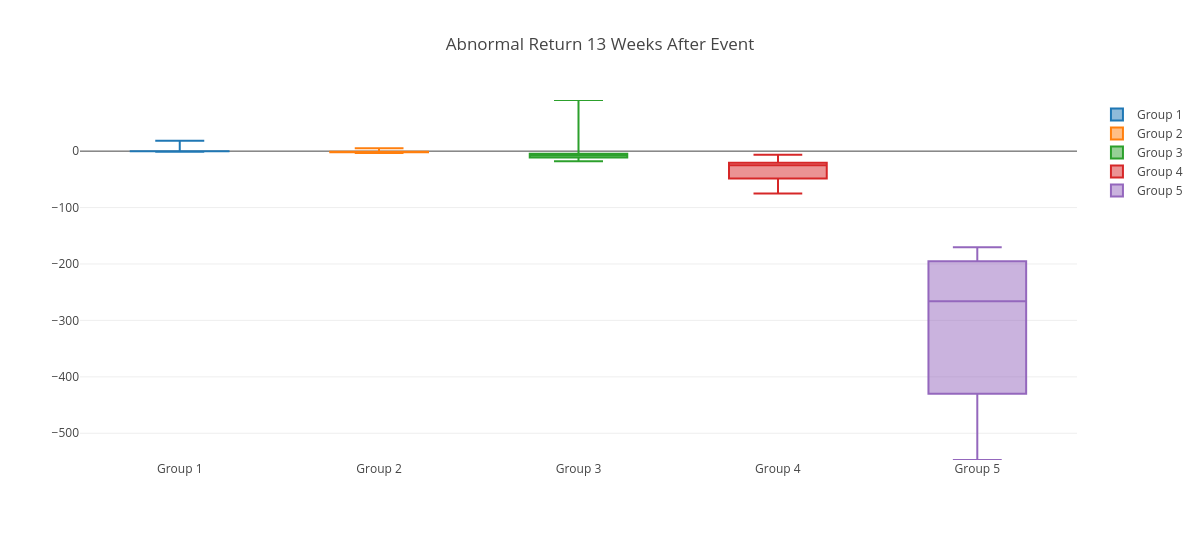 Abnormal Return 13 Weeks After Event
Group 1
Group 2
Group 3
Group 4
Group 5
0
−100
−200
−300
−400
−500
Group 1 Group 2 Group 3 Group 4 Group 5